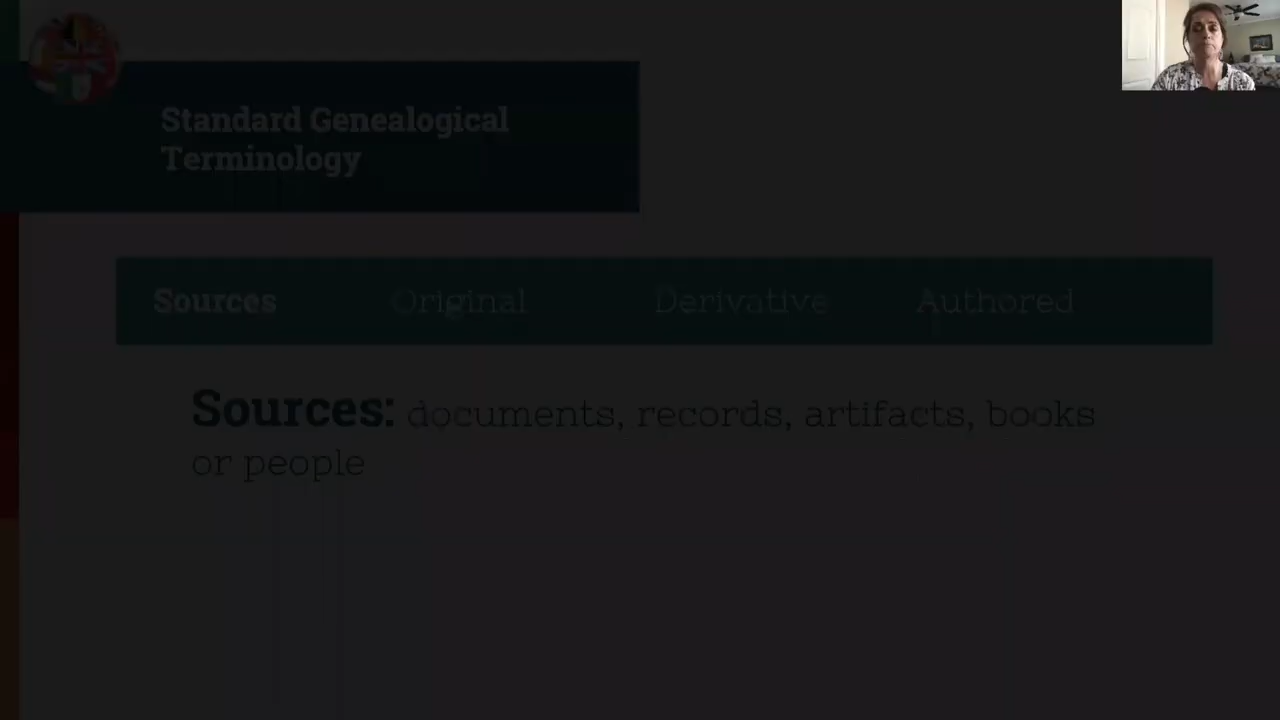 Standard Genealogical
Terminology
Sources Original Derivative Authored
Sources: documents, records, artifacts, books
or people